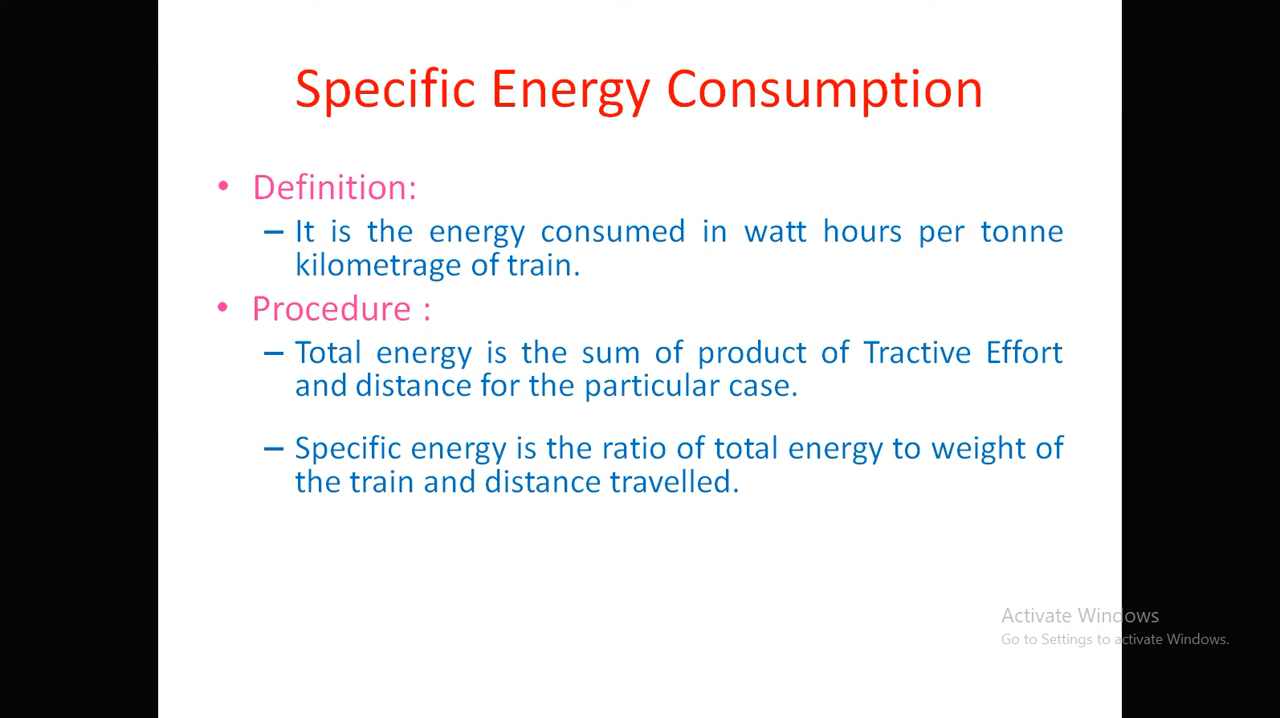 Specific Energy Consumption
• Definition:
– It is the energy consumed in watt hours per tonne
kilometrage of train.
• Procedure :
– Total energy is the sum of product of Tractive Effort
and distance for the particular case.
– Specific energy is the ratio of total energy to weight of
the train and distance travelled.
Activate Windows
Go to Settings to activate Windows.